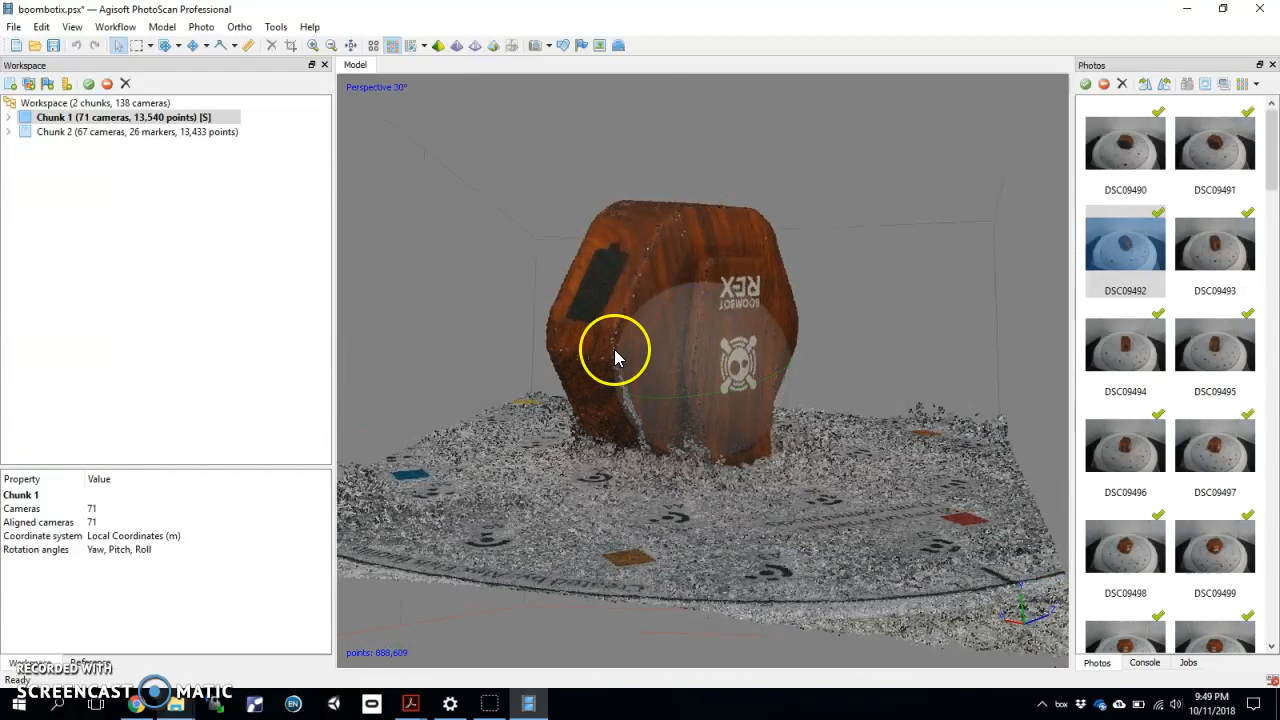 boombotix.psx* — Agisoft PhotoScan Professional
File Edit View Workflow Model Photo Ortho Tools Help
Workspace
Workspace (2 chunks, 138 cameras)
Chunk 1 (71 cameras, 13,540 points) [S]
Chunk 2 (67 cameras, 26 markers, 13,433 points)
Property Value
Chunk 1
Cameras 71
Aligned cameras 71
Coordinate system Local Coordinates (m)
Rotation angles Yaw, Pitch, Roll
Model
Perspective 30°
REX
BOOMBOT
points: 888,609
Photos
DSC09490 DSC09491
DSC09492 DSC09493
DSC09494 DSC09495
DSC09496 DSC09497
DSC09498 DSC09499
Photos Console Jobs
Ready
RECORDED WITH
SCREENCAST MATIC
box
9:49 PM
10/11/2018